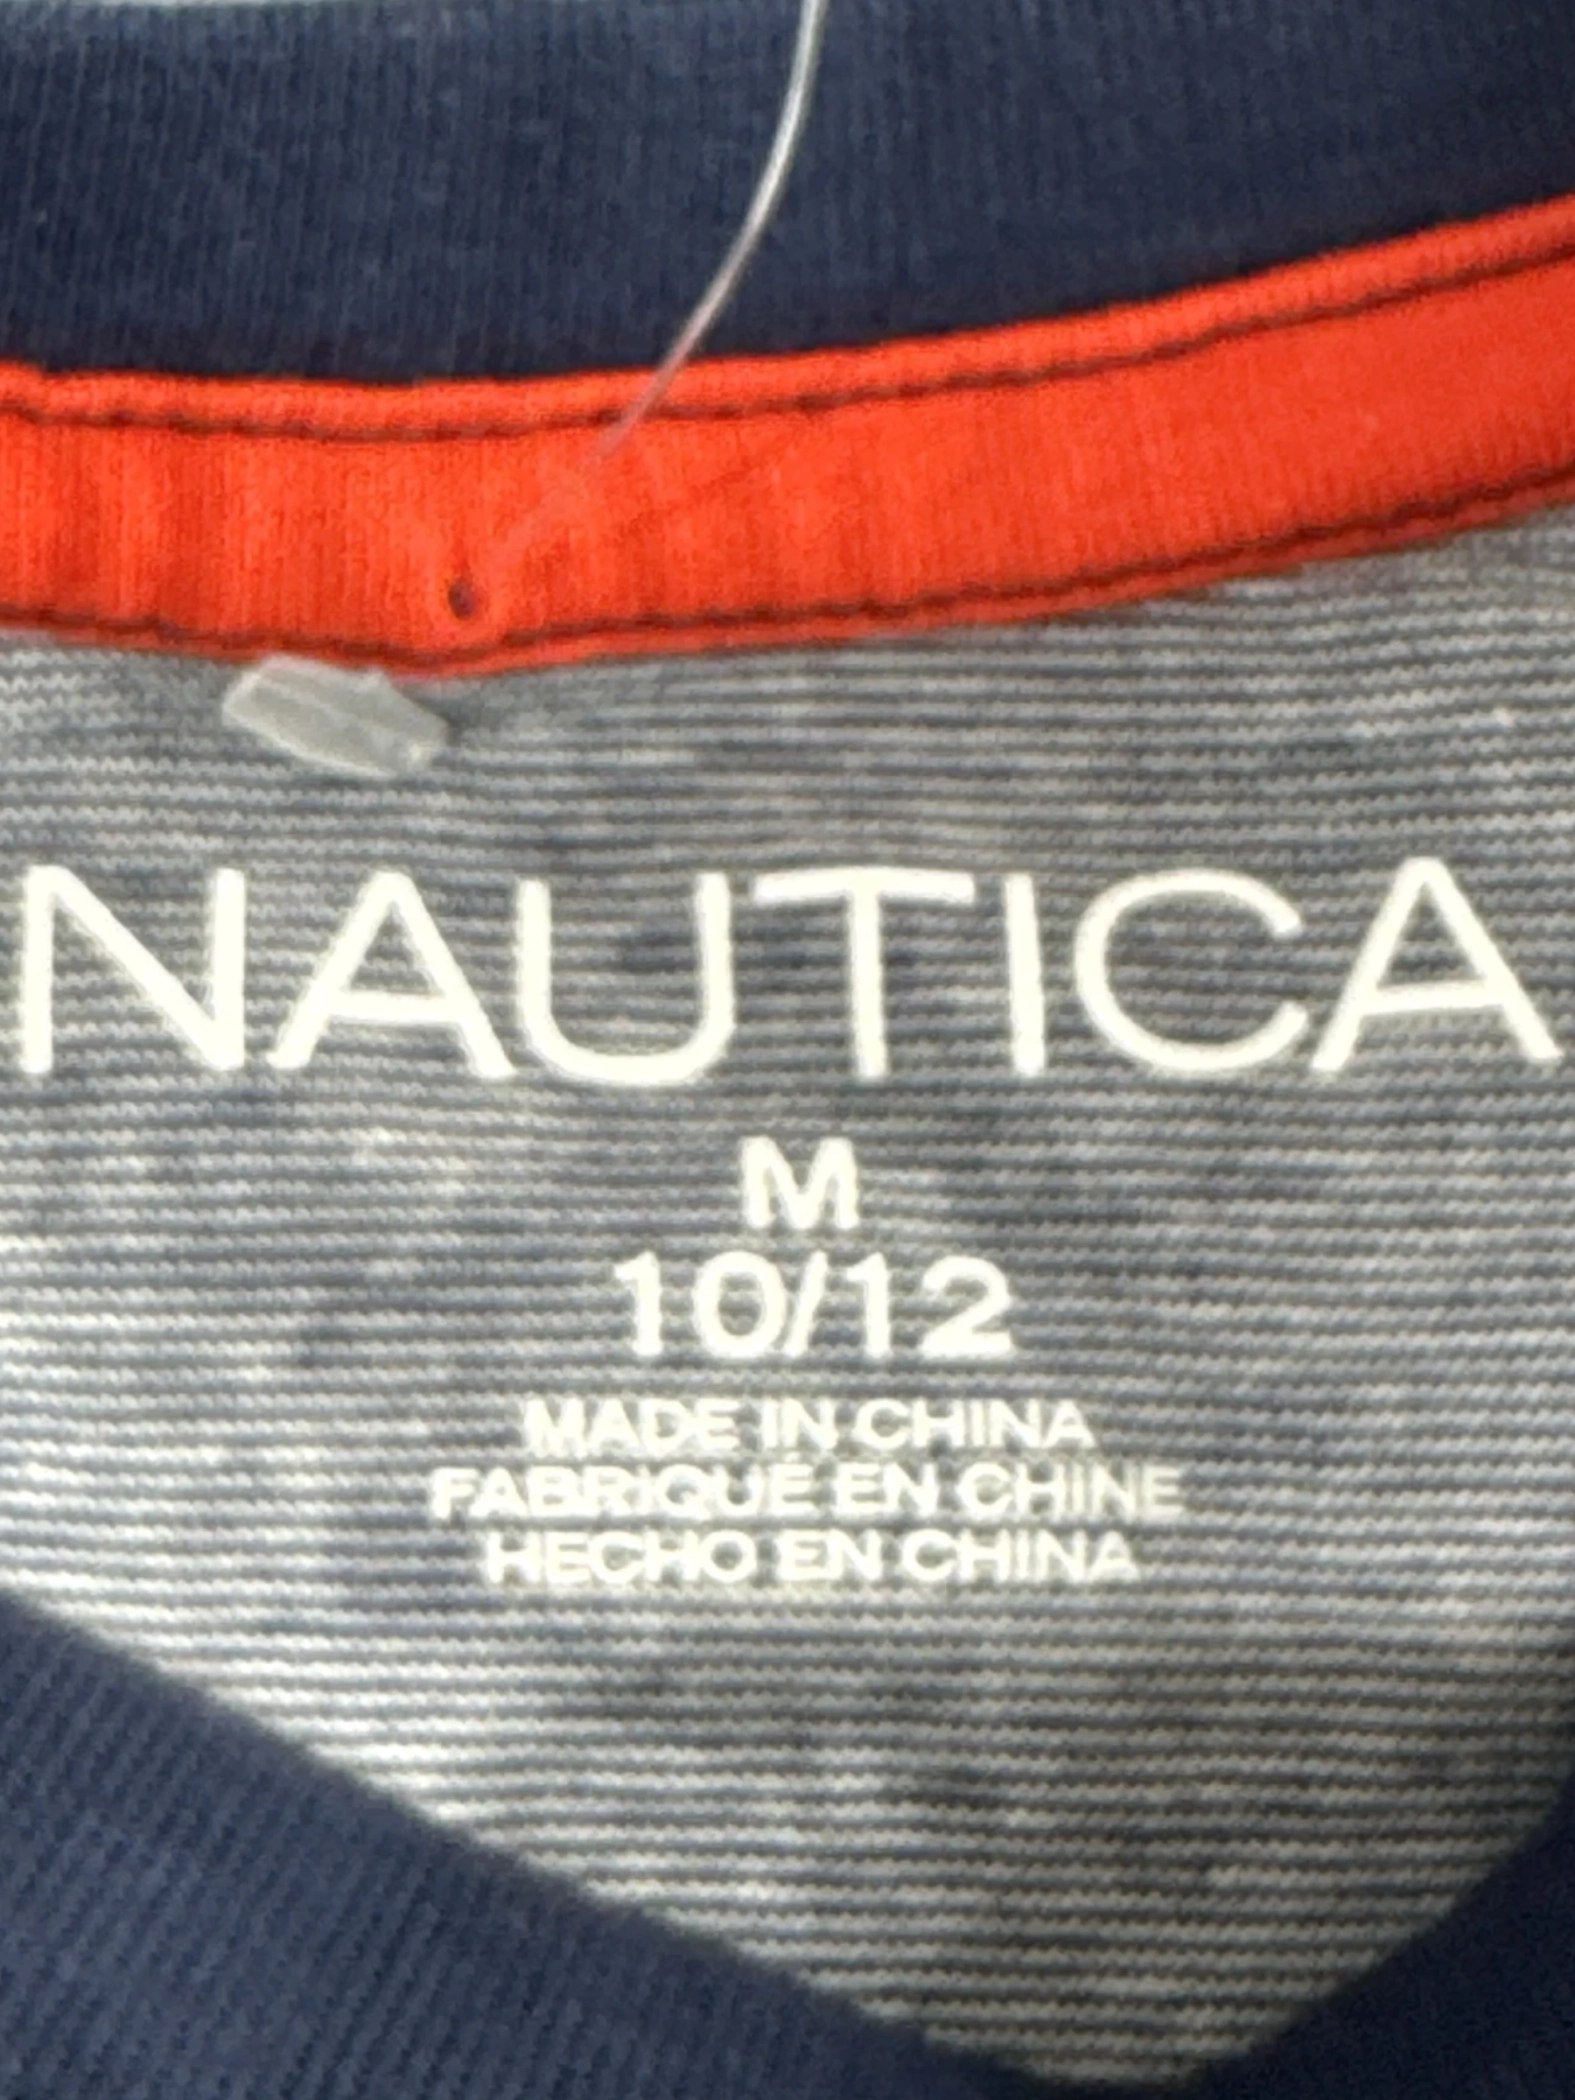 NAUTICA
M
10/12
MADE IN CHINA
FABRIQUÉ EN CHINE
HECHO EN CHINA